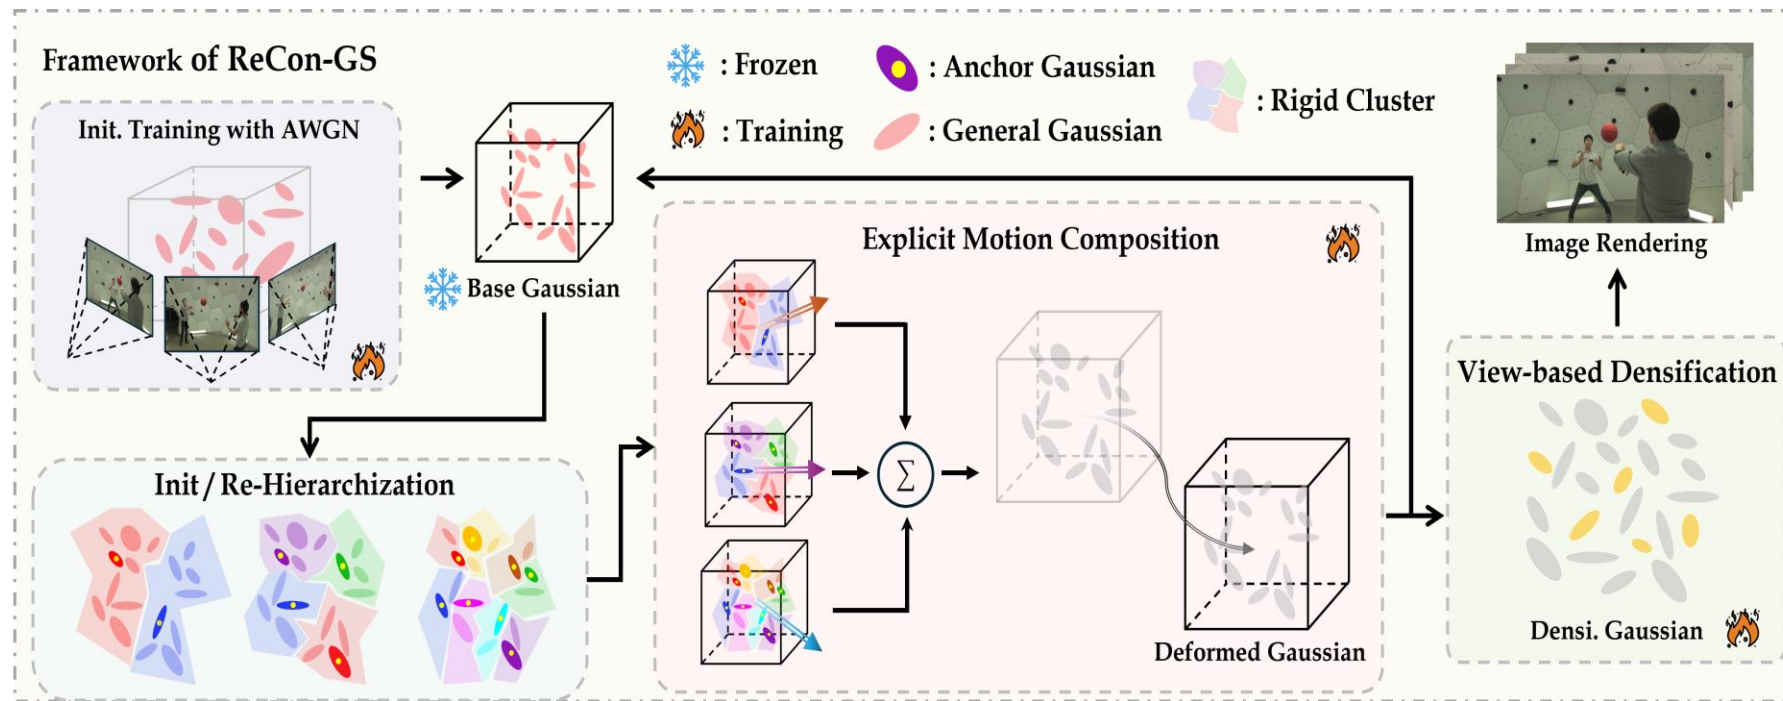 Framework of ReCon-GS
: Frozen
: Anchor Gaussian
: Rigid Cluster
: Training
: General Gaussian
Init. Training with AWGN
Base Gaussian
Init / Re-Hierarchization
Explicit Motion Composition
Σ
Deformed Gaussian
Image Rendering
View-based Densification
Densi. Gaussian